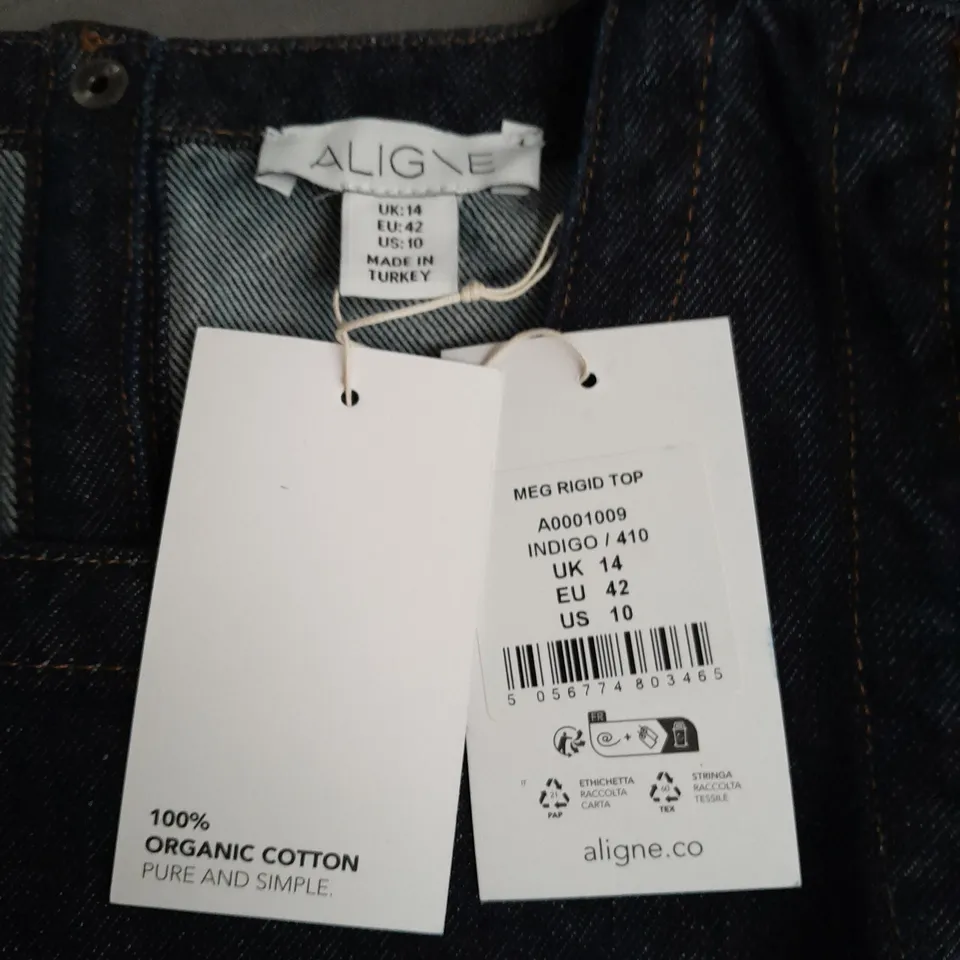 ALIGNE
UK: 14
EU: 42
US: 10
MADE IN
TURKEY
100%
ORGANIC COTTON
PURE AND SIMPLE.
MEG RIGID TOP
A0001009
INDIGO / 410
UK 14
EU 42
US 10
5 056774 803465
FR
IT
21
PAP
ETHICHETTA
RACCOLTA
CARTA
60
TEX
STRINGA
RACCOLTA
TESSILE
aligne.co